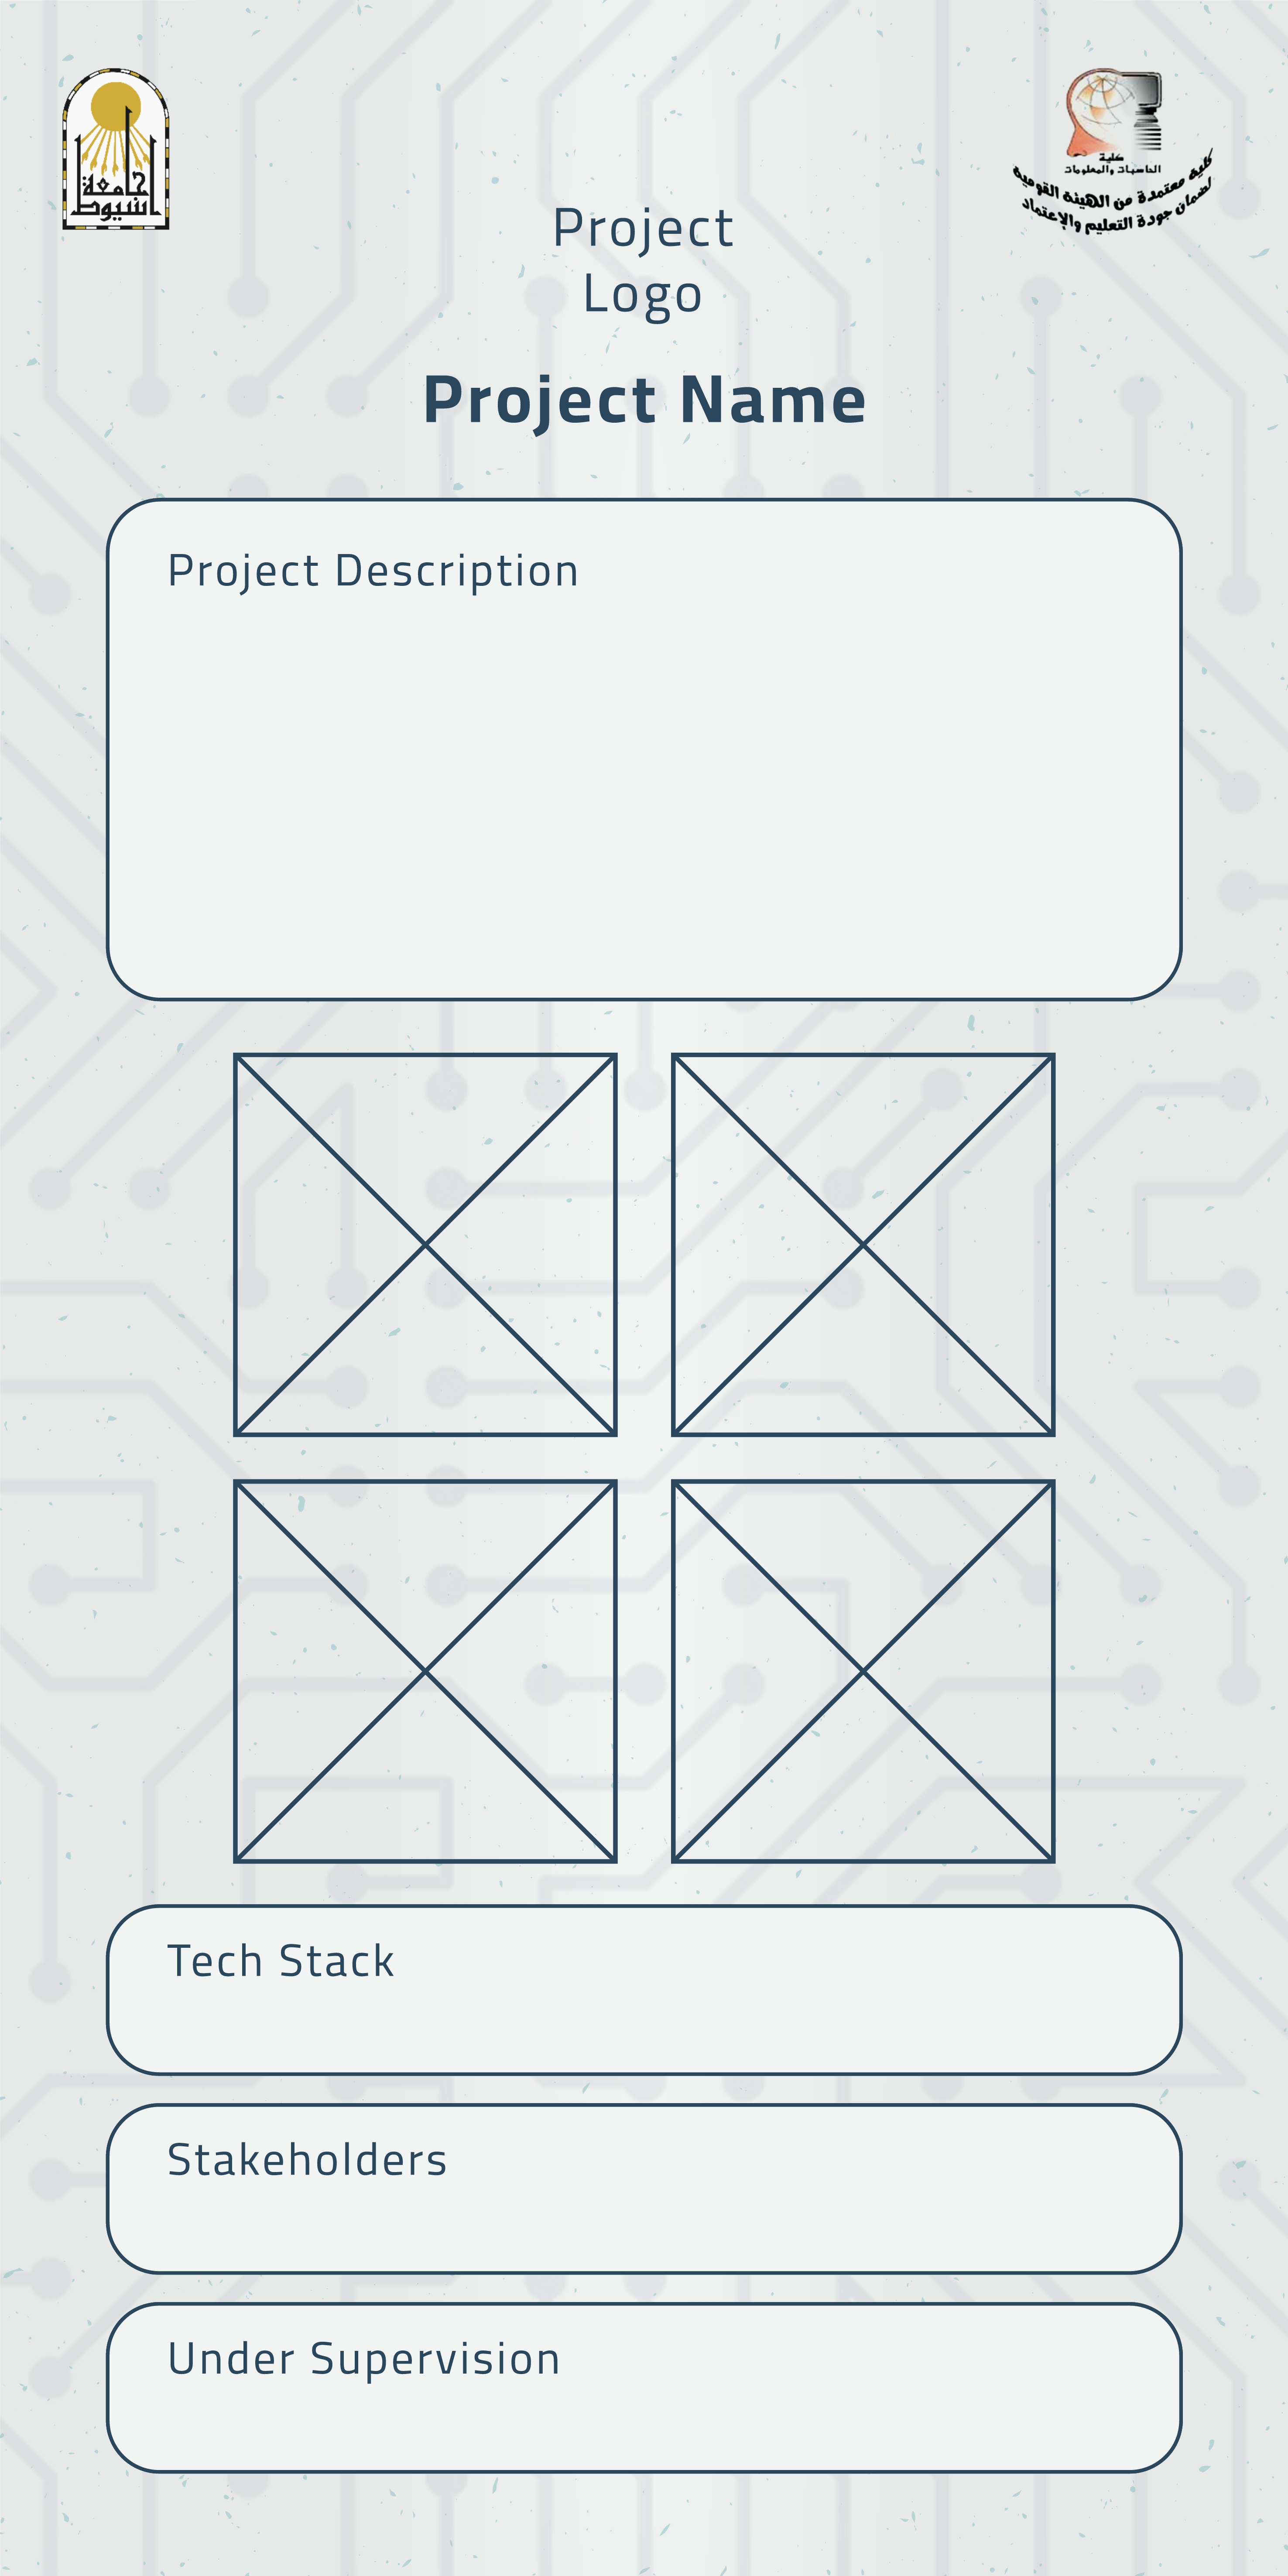 جامعة
أسيوط
كلية
الحاسبات والمعلومات
كلية معتمدة من الهيئة القومية
لضمان جودة التعليم والإعتماد
Project
Logo
Project Name
Project Description
Tech Stack
Stakeholders
Under Supervision